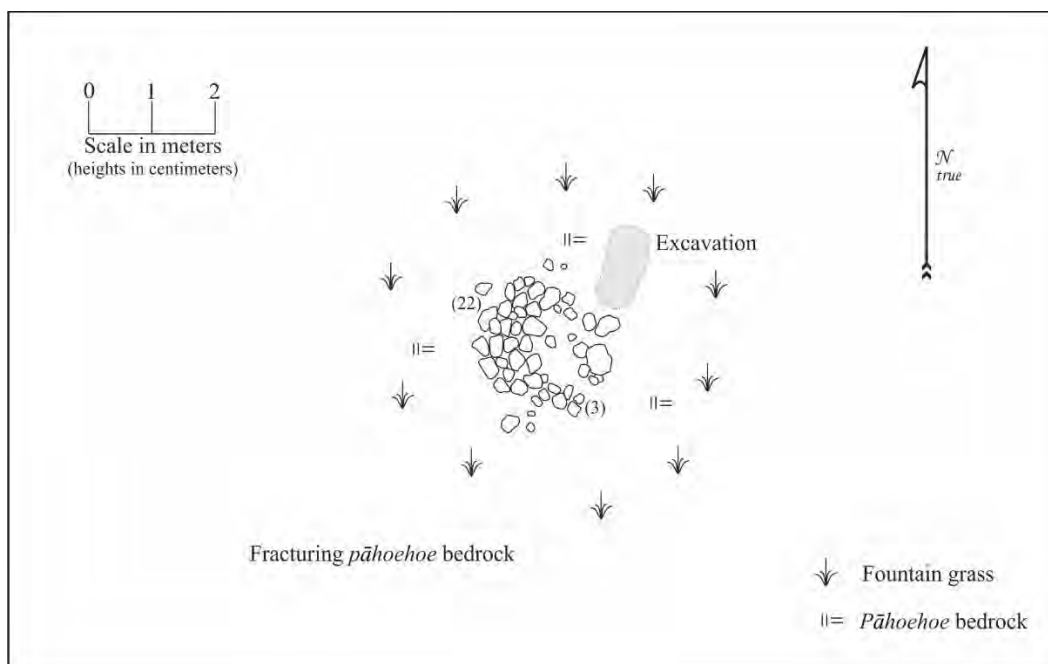 0 1 2
Scale in meters
(heights in centimeters)
N
true
Excavation
(22)
(3)
Fracturing pāhoehoe bedrock
Fountain grass
Pāhoehoe bedrock